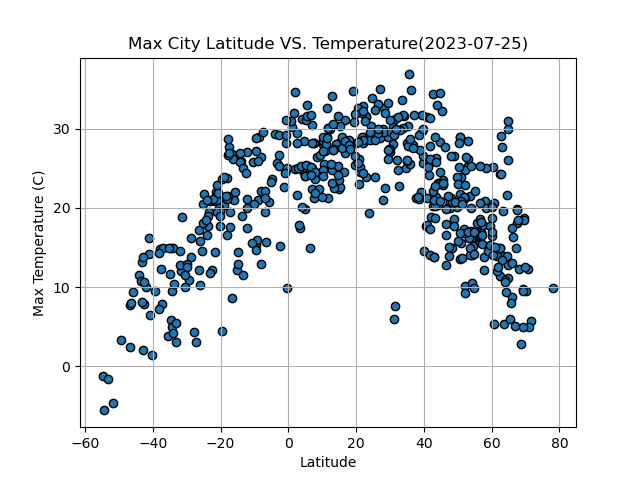 Max City Latitude VS. Temperature(2023-07-25)
Max Temperature (C)
30
20
10
0
−60 −40 −20 0 20 40 60 80
Latitude